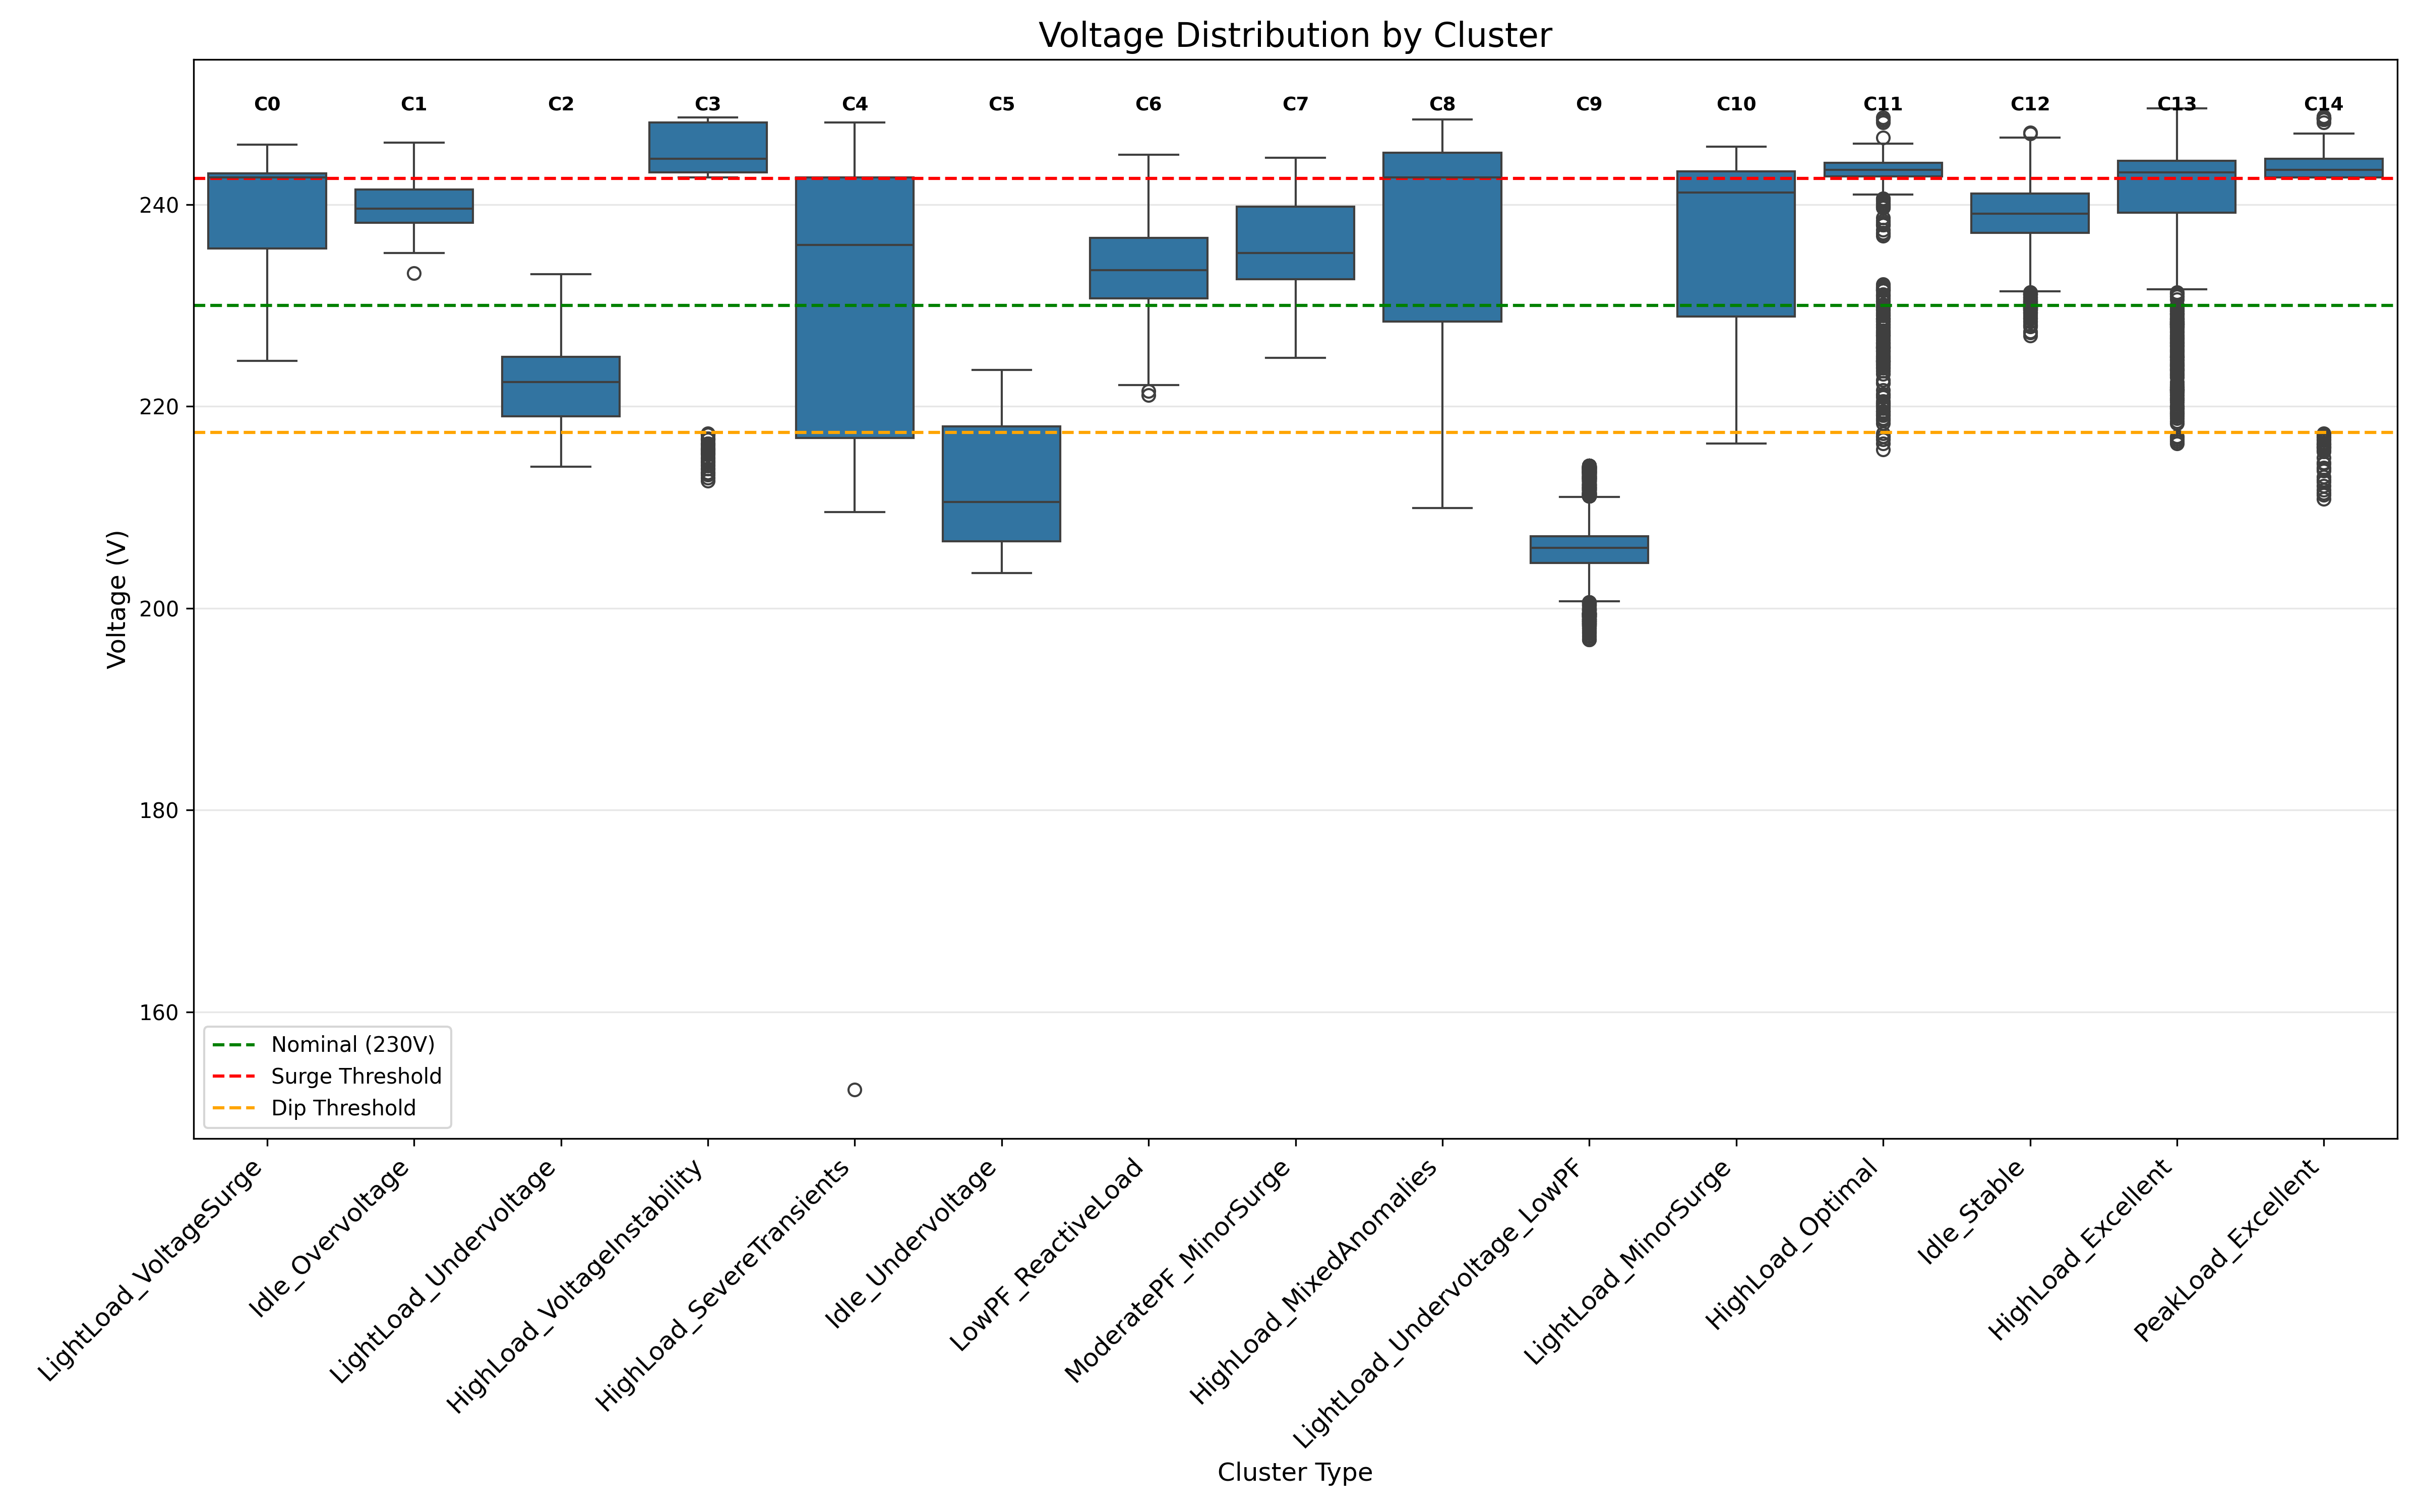 Voltage Distribution by Cluster
C0 C1 C2 C3 C4 C5 C6 C7 C8 C9 C10 C11 C12 C13 C14
240
220
200
180
160
Voltage (V)
Nominal (230V)
Surge Threshold
Dip Threshold
LightLoad_VoltageSurge
Idle_Overvoltage
LightLoad_Undervoltage
HighLoad_VoltageInstability
HighLoad_SevereTransients
Idle_Undervoltage
LowPF_ReactiveLoad
ModeratePF_MinorSurge
HighLoad_MixedAnomalies
LightLoad_Undervoltage_LowPF
LightLoad_MinorSurge
HighLoad_Optimal
Idle_Stable
HighLoad_Excellent
PeakLoad_Excellent
Cluster Type